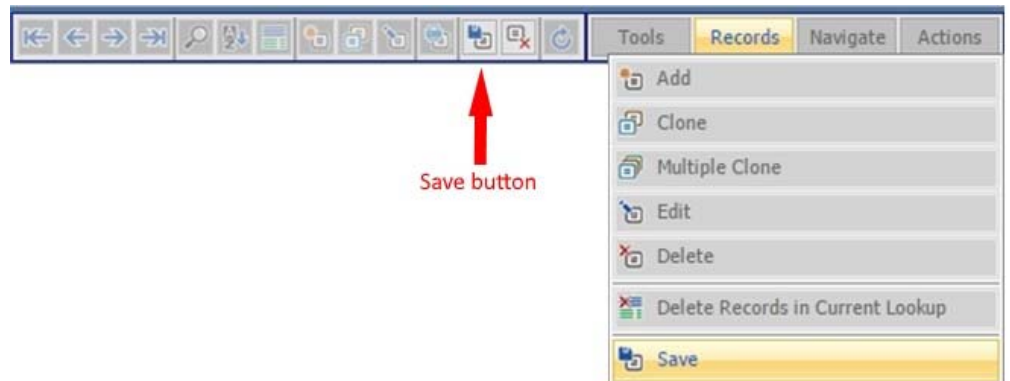 Tools Records Navigate Actions
Add
Clone
Save button
Multiple Clone
Edit
Delete
Delete Records in Current Lookup
Save